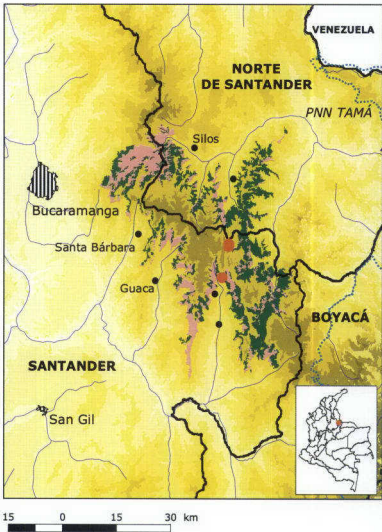 VENEZUELA
NORTE
DE SANTANDER
PNN TAMÁ
Silos
Bucaramanga
Santa Bárbara
Guaca
BOYACÁ
SANTANDER
San Gil
15 0 15 30 km